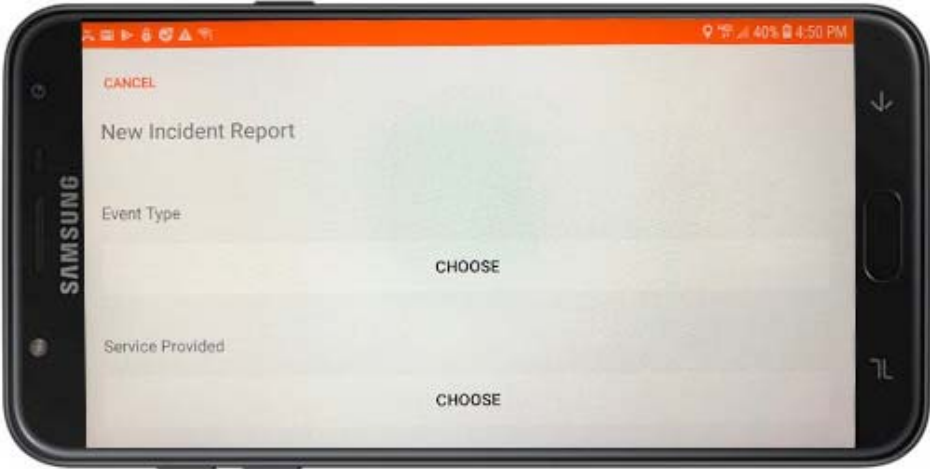 40% 4:50 PM
CANCEL
New Incident Report
Event Type
SAMSUNG
CHOOSE
Service Provided
CHOOSE